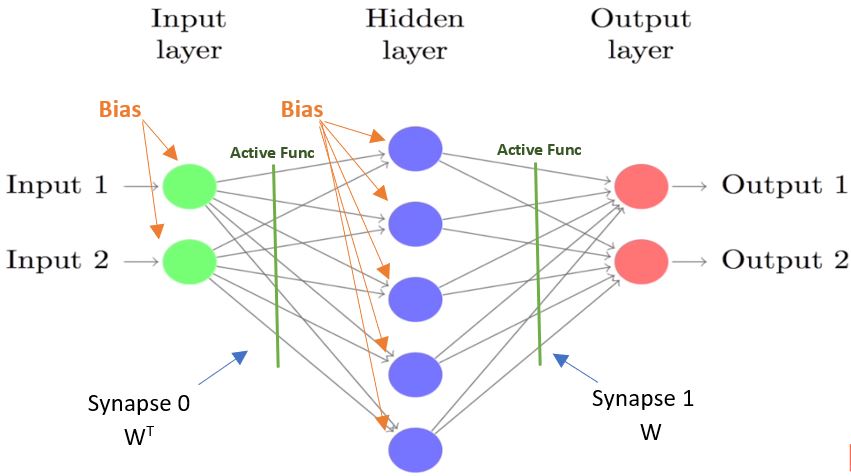 Input
layer
Hidden
layer
Output
layer
Bias
Bias
Active Func
Active Func
Input 1
Output 1
Input 2
Output 2
Synapse 0
W^T
Synapse 1
W